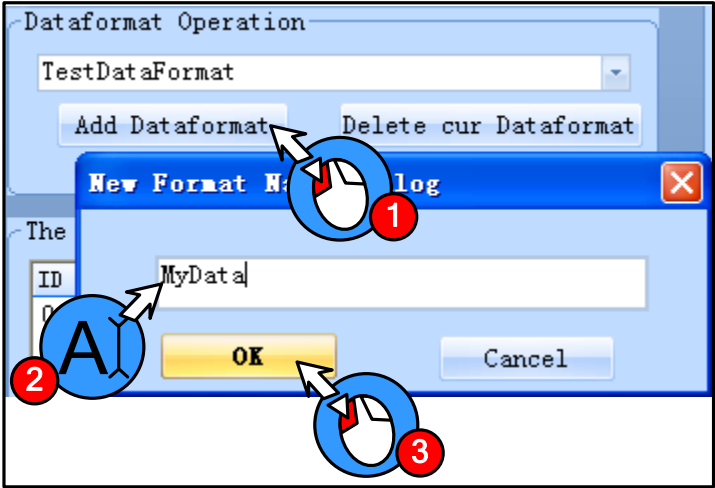 Dataformat Operation
TestDataFormat
Add Dataformat
Delete cur Dataformat
New Format
log
1
The
ID
MyData
A
2
OK
Cancel
3